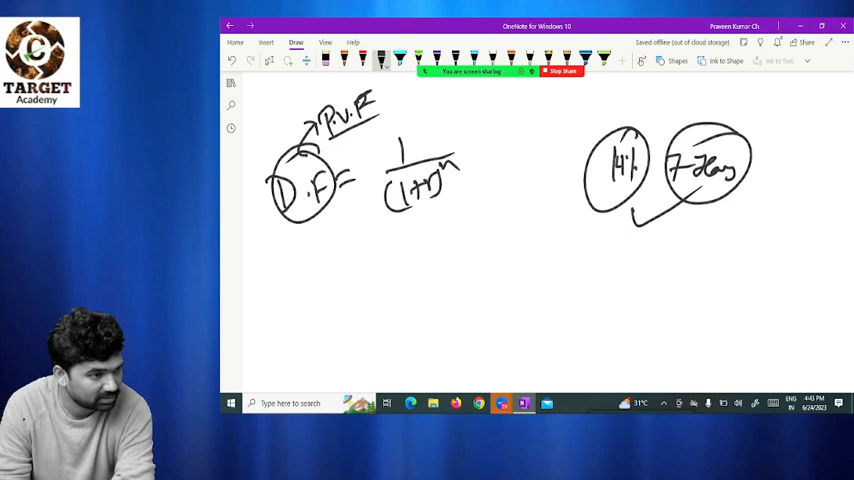 TARGET
Academy
OneNote for Windows 10
Praveen Kumar Ch
Home Insert Draw View Help
Saved offline (out of cloud storage)
Share
You are screen sharing
Stop Share
Shapes
Ink to Shape
Ink to Text
P.V.F
D.F = 1
(1+r)^n
14%
Type here to search
31°C
ENG
IN
4:43 PM
6/24/2023